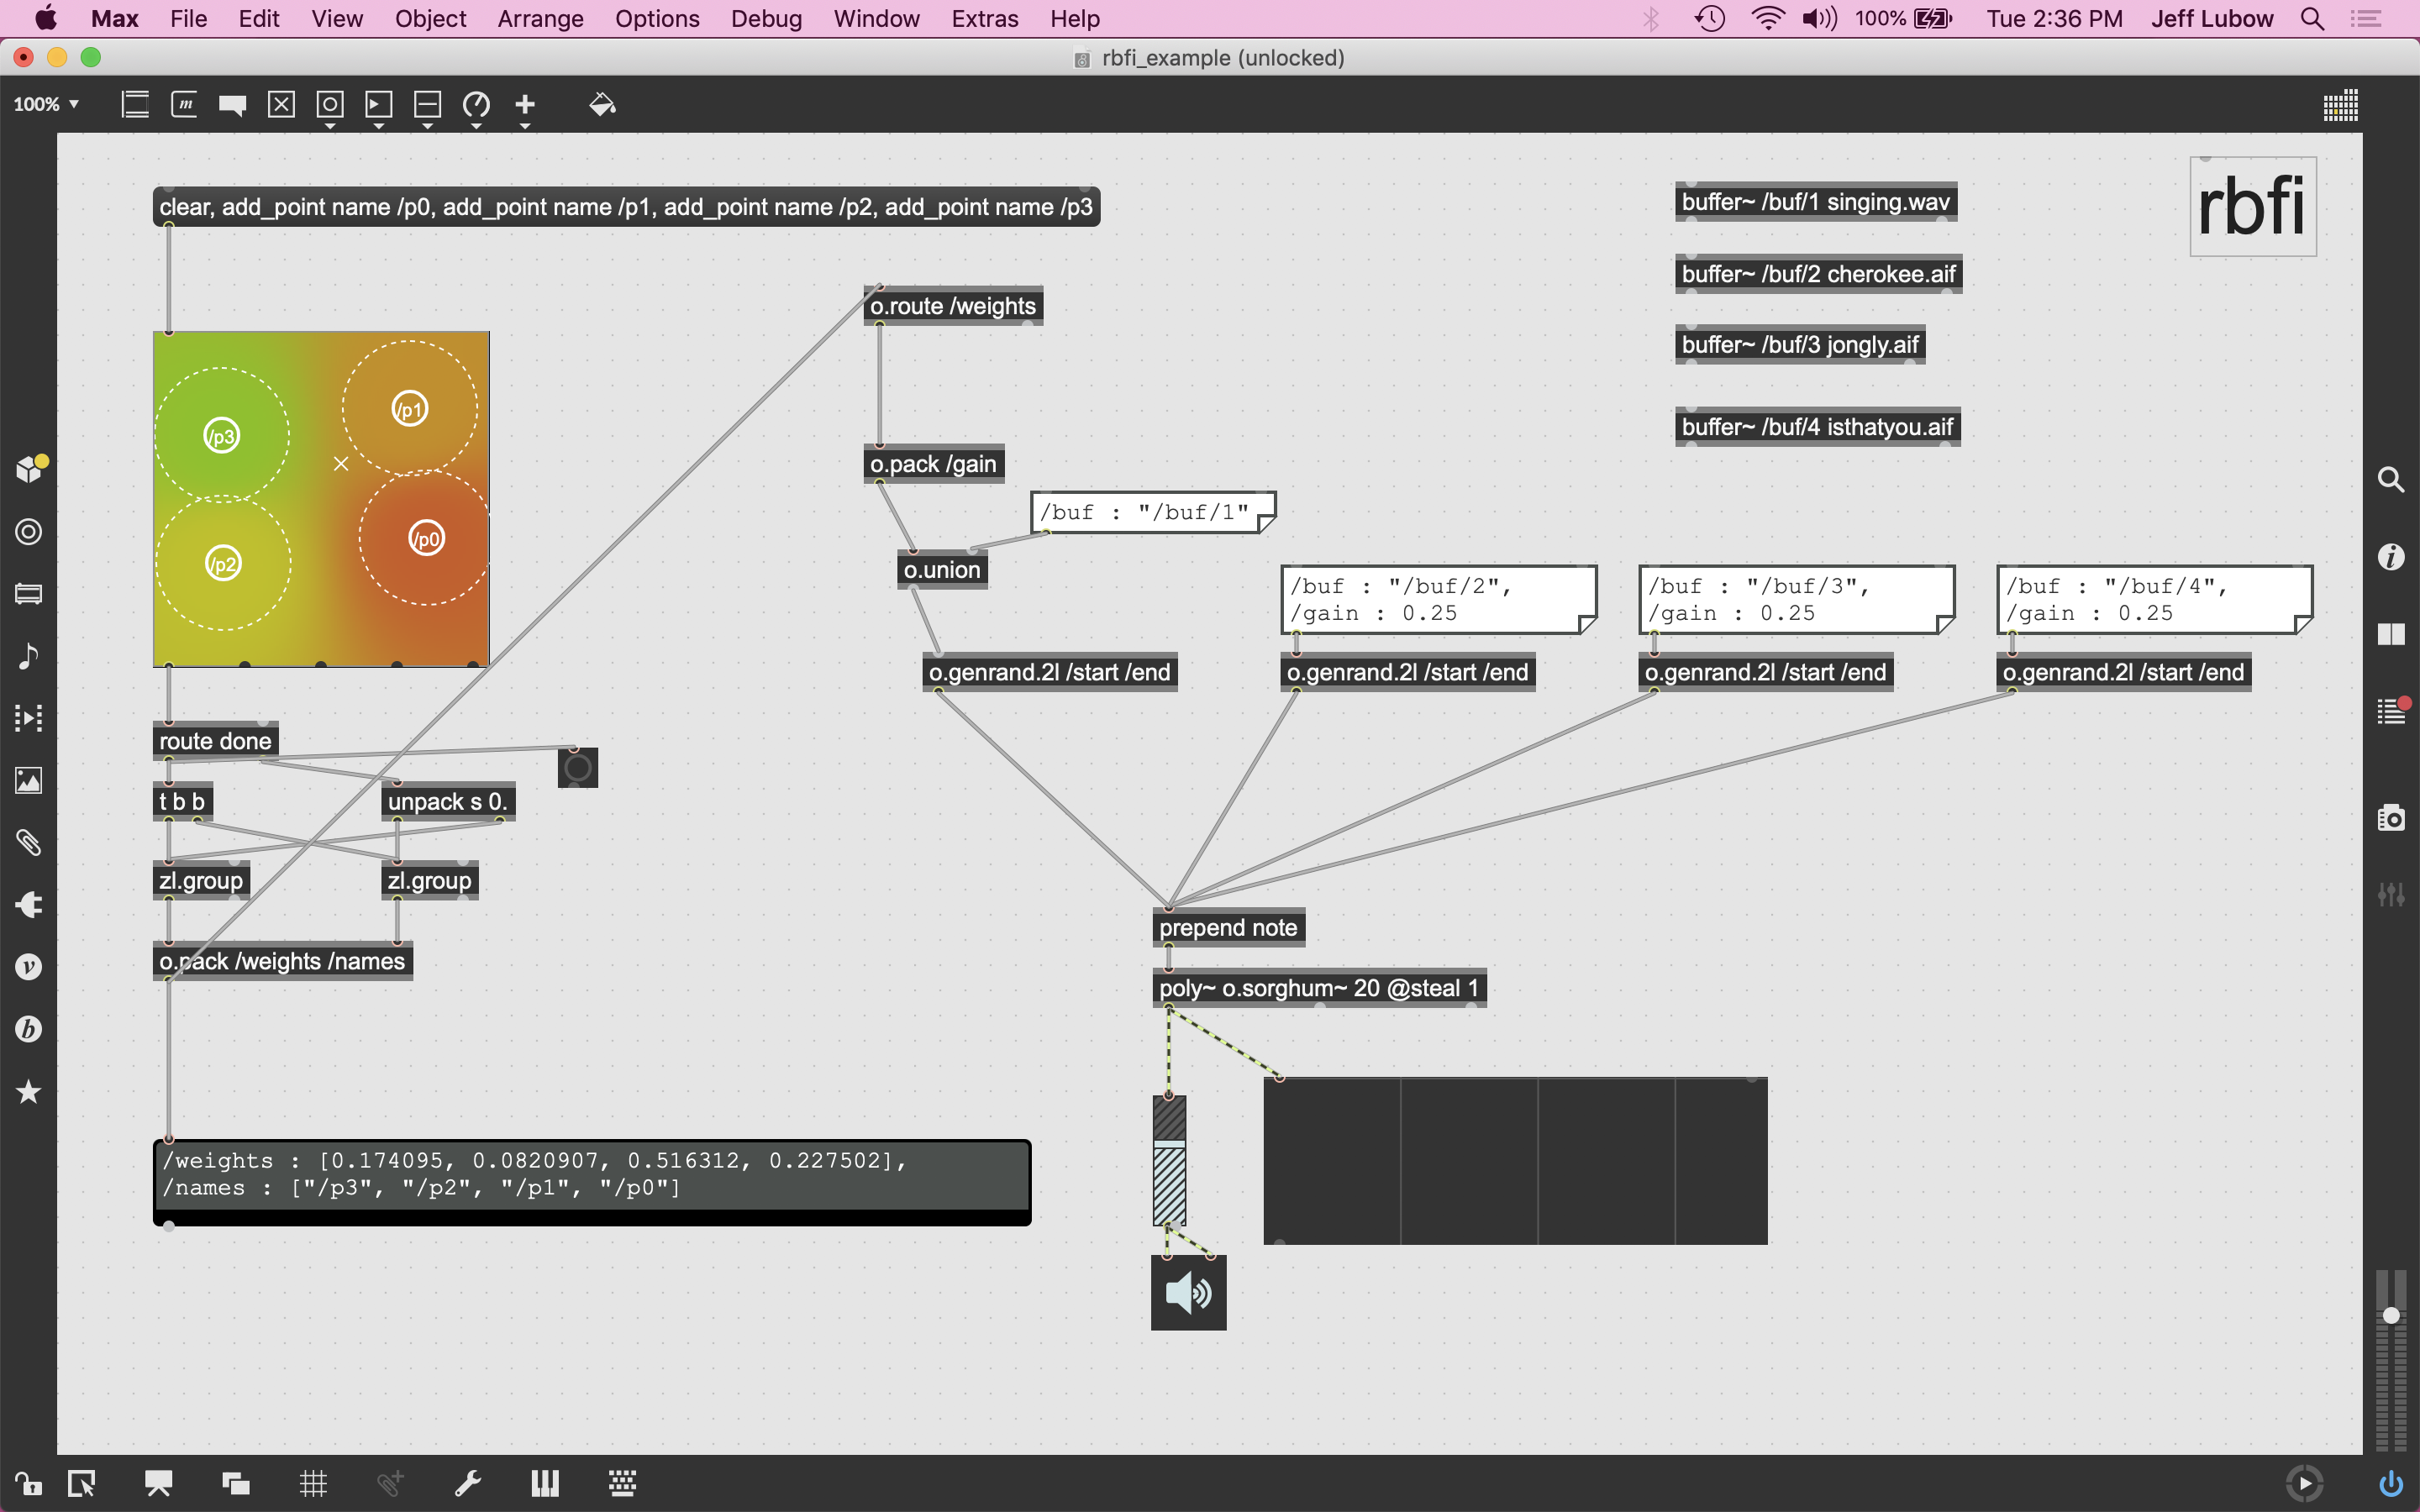 Max File Edit View Object Arrange Options Debug Window Extras Help 100% Tue 2:36 PM Jeff Lubow
rbfi_example (unlocked)
100%
clear, add_point name /p0, add_point name /p1, add_point name /p2, add_point name /p3
buffer~ /buf/1 singing.wav
rbfi
buffer~ /buf/2 cherokee.aif
o.route /weights
buffer~ /buf/3 jongly.aif
/p1
/p3
buffer~ /buf/4 isthatyou.aif
o.pack /gain
/buf : "/buf/1"
/p0
/p2
o.union
/buf : "/buf/2",
/gain : 0.25
/buf : "/buf/3",
/gain : 0.25
/buf : "/buf/4",
/gain : 0.25
o.genrand.2l /start /end
o.genrand.2l /start /end
o.genrand.2l /start /end
o.genrand.2l /start /end
route done
t b b
unpack s 0.
zl.group
zl.group
prepend note
o.pack /weights /names
poly~ o.sorghum~ 20 @steal 1
/weights : [0.174095, 0.0820907, 0.516312, 0.227502],
/names : ["/p3", "/p2", "/p1", "/p0"]